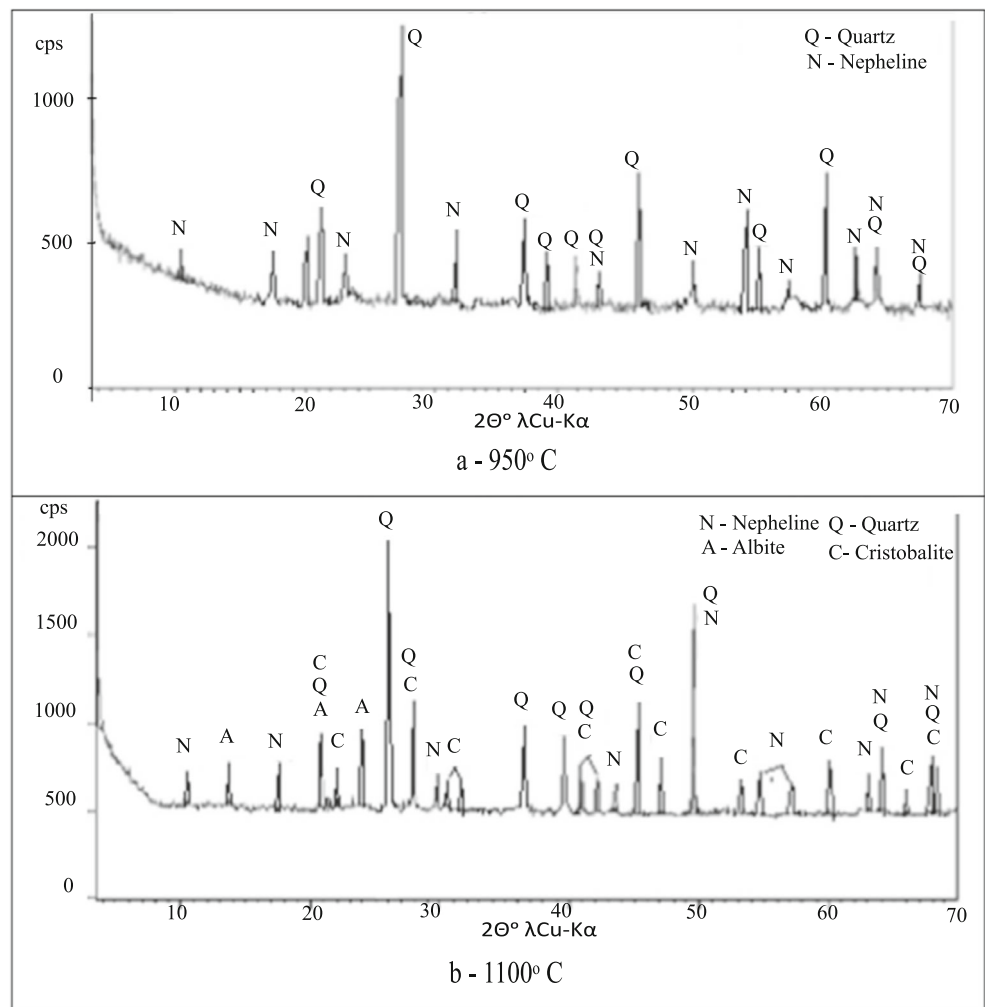 cps
Q
Q - Quartz
N - Nepheline
1000
Q
Q
Q
N
N
Q
N
N
Q
N
Q
Q
Q
N
N
Q
N
N
N
Q
N
Q
500
0
10 20 30 40 50 60 70
2Θ° λCu-Kα
a - 950° C
cps
Q
N - Nepheline Q - Quartz
A - Albite C- Cristobalite
2000
Q
N
1500
C
Q
A
Q
C
C
Q
1000
N
A
N
C
A
N
C
Q
Q
Q
C
N
C
C
N
C
N
N
Q
C
N
Q
C
500
0
10 20 30 40 50 60 70
2Θ° λCu-Kα
b - 1100° C